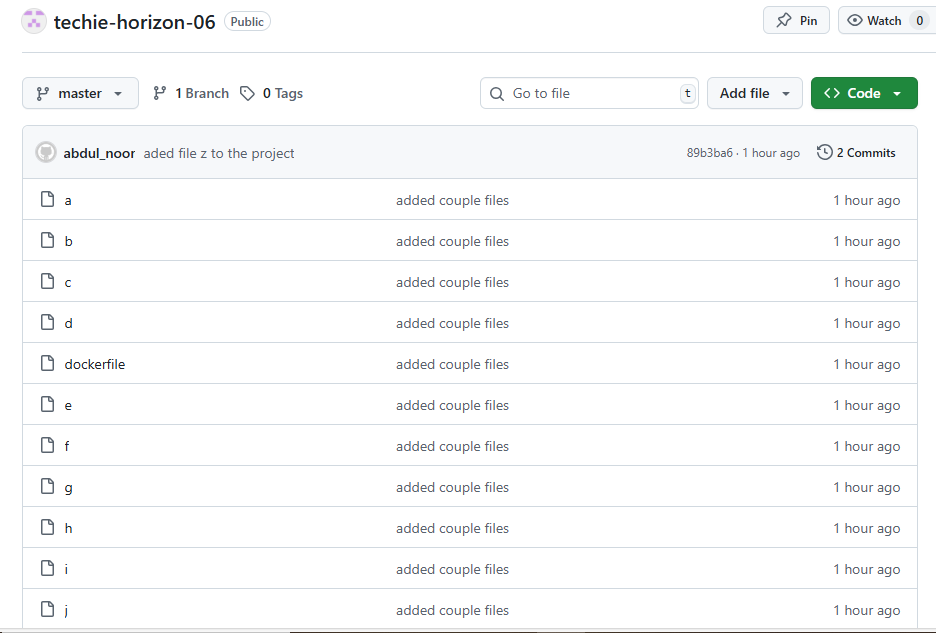 techie-horizon-06 Public Pin Watch 0
master 1 Branch 0 Tags Go to file t Add file <> Code
abdul_noor aded file z to the project 89b3ba6 · 1 hour ago 2 Commits
a added couple files 1 hour ago
b added couple files 1 hour ago
c added couple files 1 hour ago
d added couple files 1 hour ago
dockerfile added couple files 1 hour ago
e added couple files 1 hour ago
f added couple files 1 hour ago
g added couple files 1 hour ago
h added couple files 1 hour ago
i added couple files 1 hour ago
j added couple files 1 hour ago